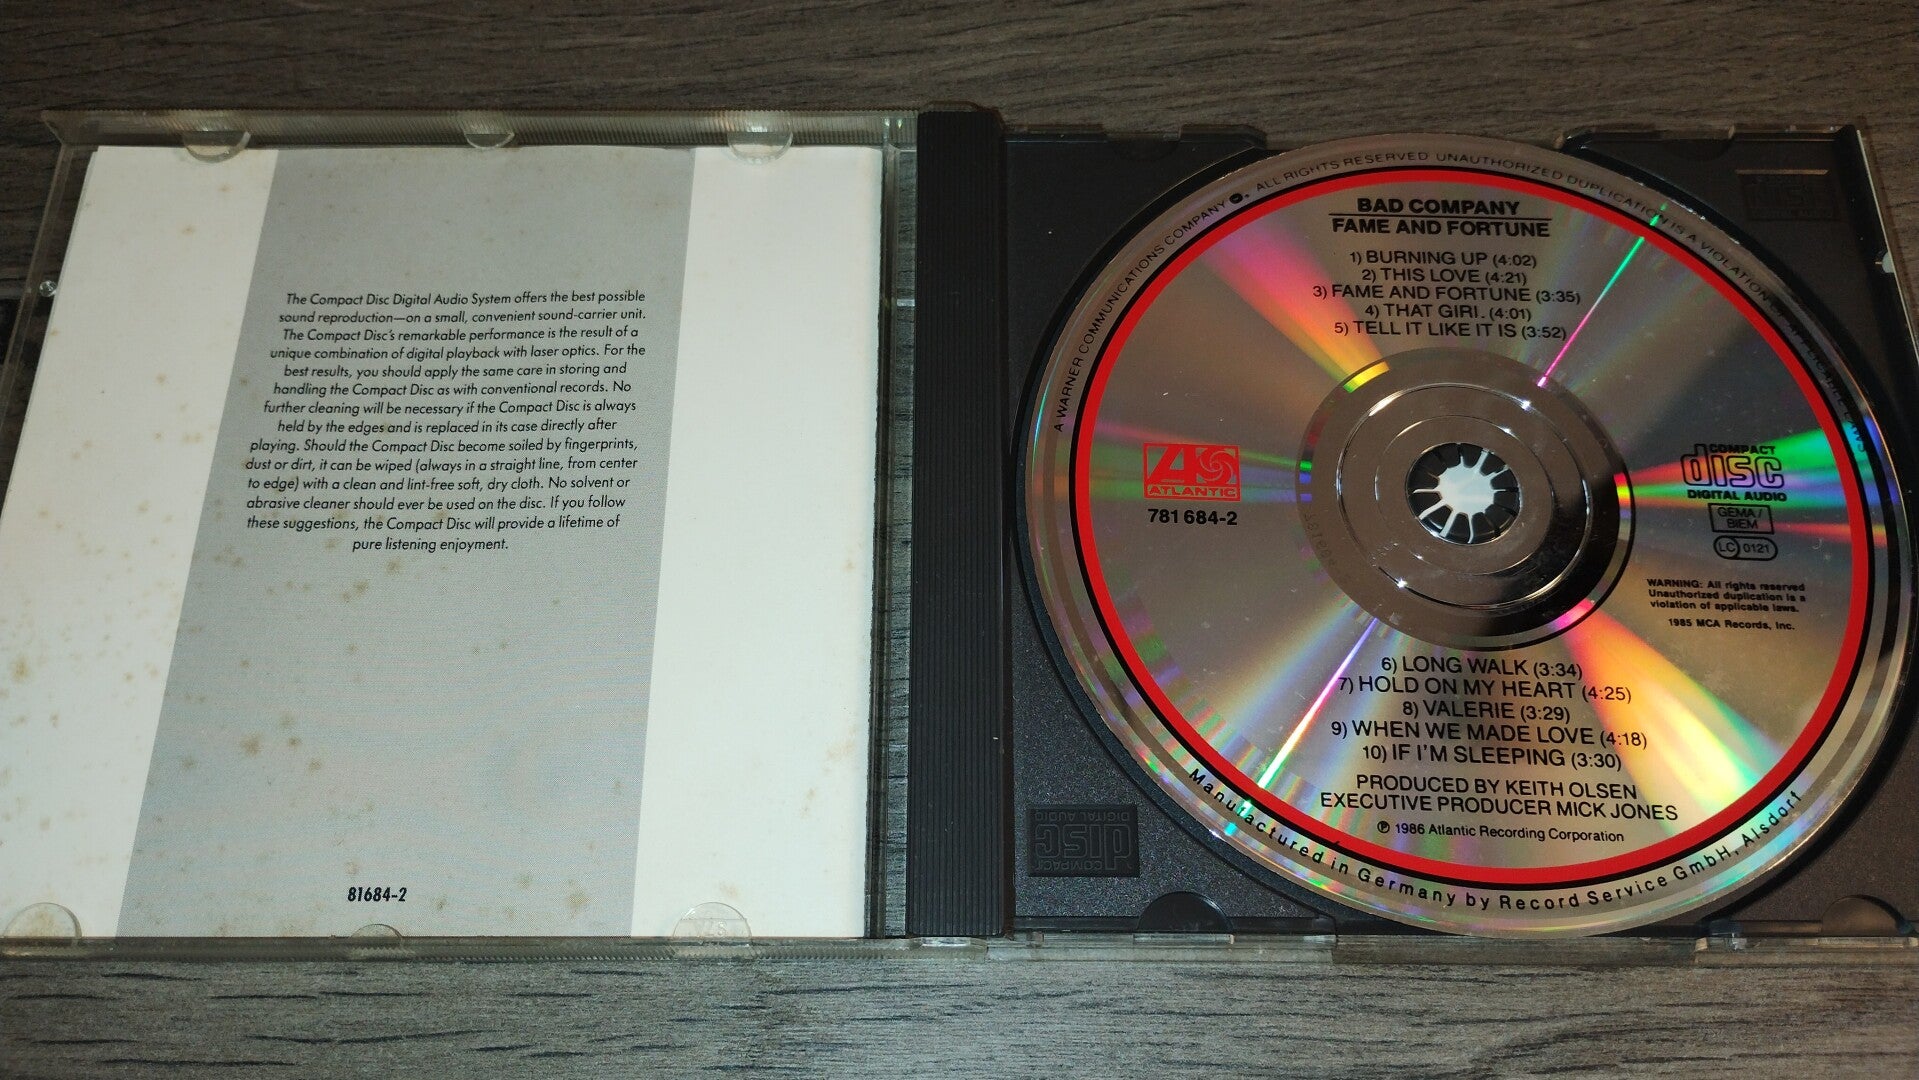 The Compact Disc Digital Audio System offers the best possible
sound reproduction—on a small, convenient sound-carrier unit.
The Compact Disc's remarkable performance is the result of a
unique combination of digital playback with laser optics. For the
best results, you should apply the same care in storing and
handling the Compact Disc as with conventional records. No
further cleaning will be necessary if the Compact Disc is always
held by the edges and is replaced in its case directly after
playing. Should the Compact Disc become soiled by fingerprints,
dust or dirt, it can be wiped (always in a straight line, from center
to edge) with a clean and lint-free soft, dry cloth. No solvent or
abrasive cleaner should ever be used on the disc. If you follow
these suggestions, the Compact Disc will provide a lifetime of
pure listening enjoyment.
81684-2
A WARNER COMMUNICATIONS COMPANY ALL RIGHTS RESERVED UNAUTHORIZED DUPLICATION IS A VIOLATION OF APPLICABLE LAWS
BAD COMPANY
FAME AND FORTUNE
1) BURNING UP (4:02)
2) THIS LOVE (4:21)
3) FAME AND FORTUNE (3:35)
4) THAT GIRL (4:01)
5) TELL IT LIKE IT IS (3:52)
ATLANTIC
781 684-2
COMPACT
disc
DIGITAL AUDIO
GEMA /
BIEM
LC 0121
WARNING: All rights reserved
Unauthorized duplication is a
violation of applicable laws.
1985 MCA Records, Inc.
6) LONG WALK (3:34)
7) HOLD ON MY HEART (4:25)
8) VALERIE (3:29)
9) WHEN WE MADE LOVE (4:18)
10) IF I'M SLEEPING (3:30)
PRODUCED BY KEITH OLSEN
EXECUTIVE PRODUCER MICK JONES
℗ 1986 Atlantic Recording Corporation
Manufactured in Germany by Record Service GmbH, Alsdorf
COMPACT
disc
DIGITAL AUDIO